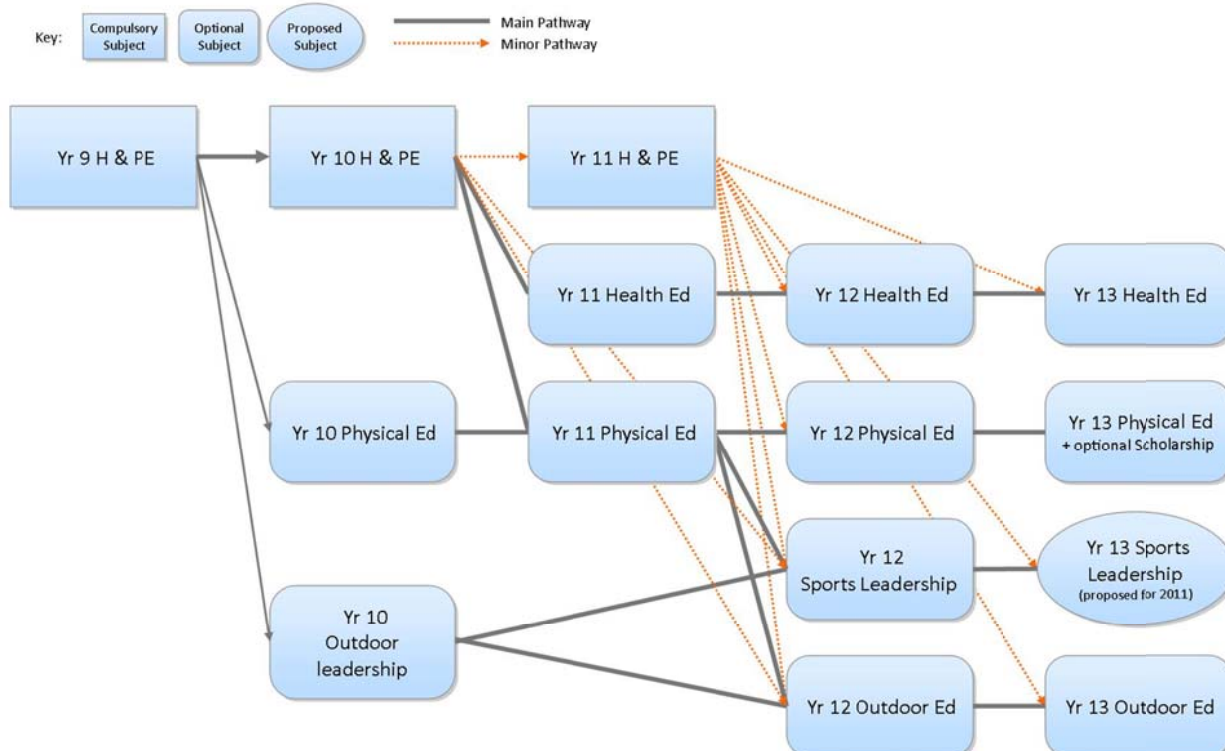 Key:
Compulsory
Subject
Optional
Subject
Proposed
Subject
Main Pathway
Minor Pathway
Yr 9 H & PE
Yr 10 H & PE
Yr 11 H & PE
Yr 11 Health Ed
Yr 12 Health Ed
Yr 13 Health Ed
Yr 10 Physical Ed
Yr 11 Physical Ed
Yr 12 Physical Ed
Yr 13 Physical Ed
+ optional Scholarship
Yr 12
Sports Leadership
Yr 13 Sports
Leadership
(proposed for 2011)
Yr 10
Outdoor
leadership
Yr 12 Outdoor Ed
Yr 13 Outdoor Ed